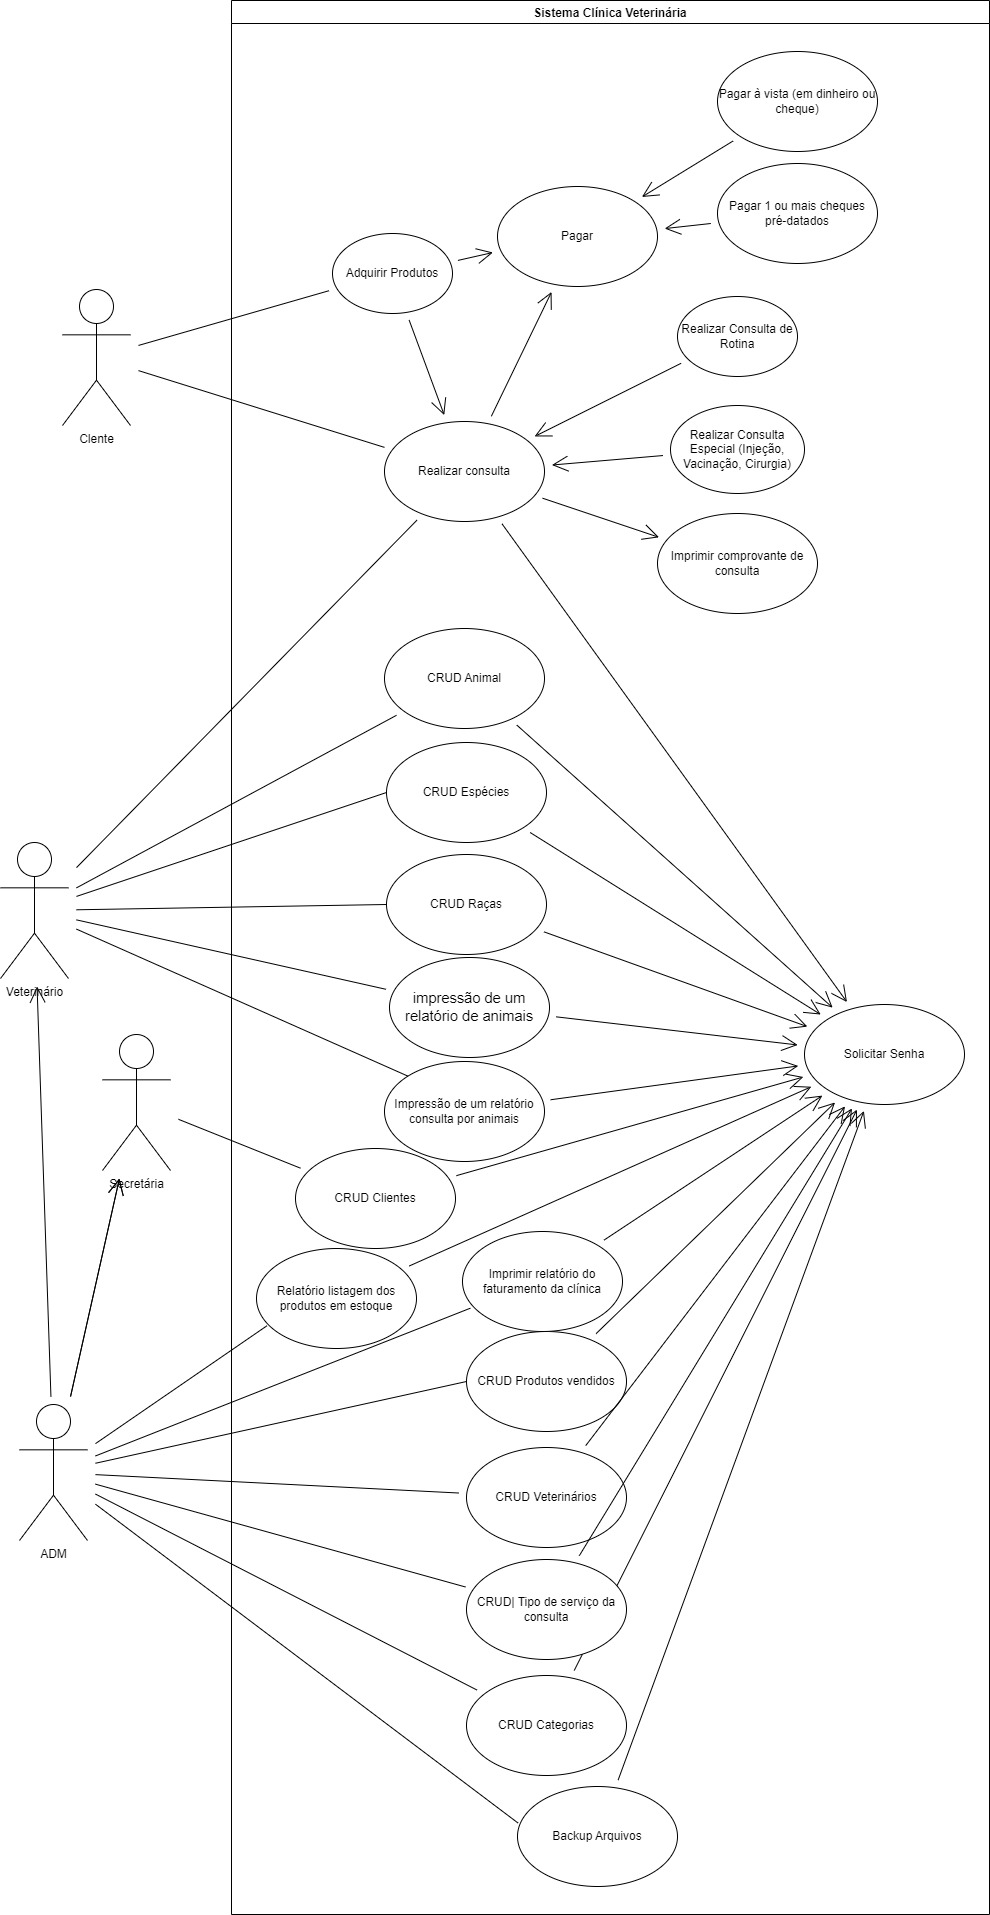 Sistema Clínica Veterinária
Pagar à vista (em dinheiro ou
cheque)
Pagar 1 ou mais cheques
pré-datados
Pagar
Adquirir Produtos
Realizar Consulta de
Rotina
Clente
Realizar Consulta
Especial (Injeção,
Vacinação, Cirurgia)
Realizar consulta
Imprimir comprovante de
consulta
CRUD Animal
CRUD Espécies
CRUD Raças
Veterinário
impressão de um
relatório de animais
Solicitar Senha
Impressão de um relatório
consulta por animais
Secretária
CRUD Clientes
Imprimir relatório do
faturamento da clínica
Relatório listagem dos
produtos em estoque
CRUD Produtos vendidos
CRUD Veterinários
ADM
CRUD| Tipo de serviço da
consulta
CRUD Categorias
Backup Arquivos